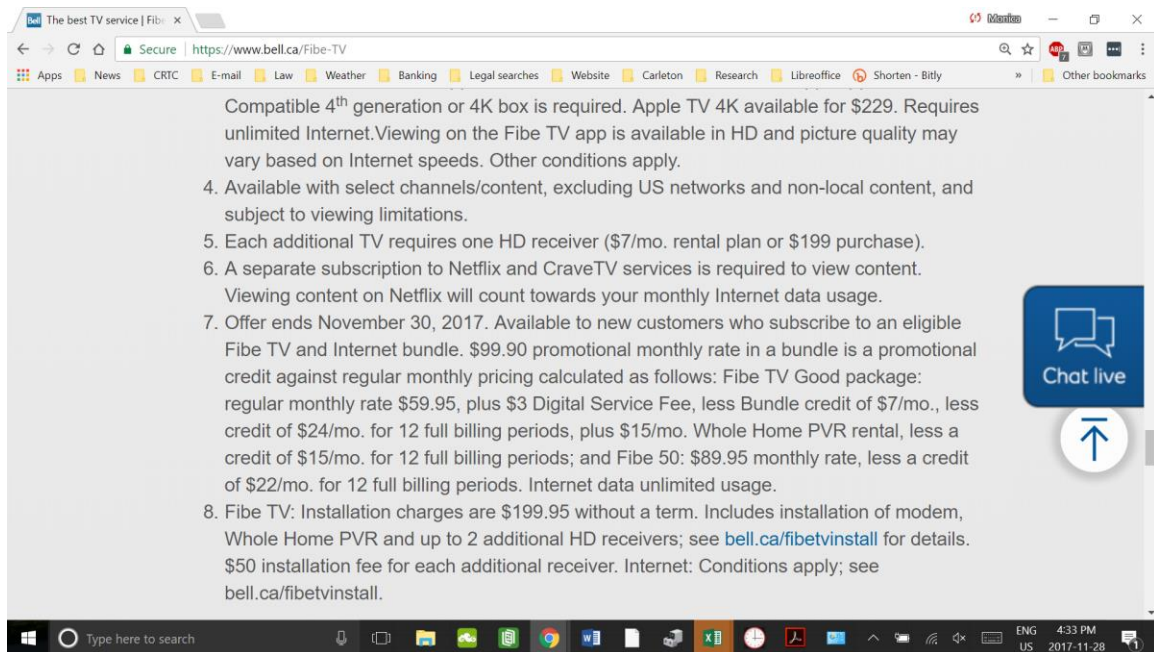 Bell The best TV service | Fib
Monika
Secure https://www.bell.ca/Fibe-TV
ABP 7
Apps News CRTC E-mail Law Weather Banking Legal searches Website Carleton Research Libreoffice Shorten - Bitly » Other bookmarks
Compatible 4th generation or 4K box is required. Apple TV 4K available for $229. Requires
unlimited Internet.Viewing on the Fibe TV app is available in HD and picture quality may
vary based on Internet speeds. Other conditions apply.
4. Available with select channels/content, excluding US networks and non-local content, and
subject to viewing limitations.
5. Each additional TV requires one HD receiver ($7/mo. rental plan or $199 purchase).
6. A separate subscription to Netflix and CraveTV services is required to view content.
Viewing content on Netflix will count towards your monthly Internet data usage.
7. Offer ends November 30, 2017. Available to new customers who subscribe to an eligible
Fibe TV and Internet bundle. $99.90 promotional monthly rate in a bundle is a promotional
credit against regular monthly pricing calculated as follows: Fibe TV Good package:
regular monthly rate $59.95, plus $3 Digital Service Fee, less Bundle credit of $7/mo., less
credit of $24/mo. for 12 full billing periods, plus $15/mo. Whole Home PVR rental, less a
credit of $15/mo. for 12 full billing periods; and Fibe 50: $89.95 monthly rate, less a credit
of $22/mo. for 12 full billing periods. Internet data unlimited usage.
8. Fibe TV: Installation charges are $199.95 without a term. Includes installation of modem,
Whole Home PVR and up to 2 additional HD receivers; see bell.ca/fibetvinstall for details.
$50 installation fee for each additional receiver. Internet: Conditions apply; see
bell.ca/fibetvinstall.
Chat live
Type here to search
ENG
US
4:33 PM
2017-11-28